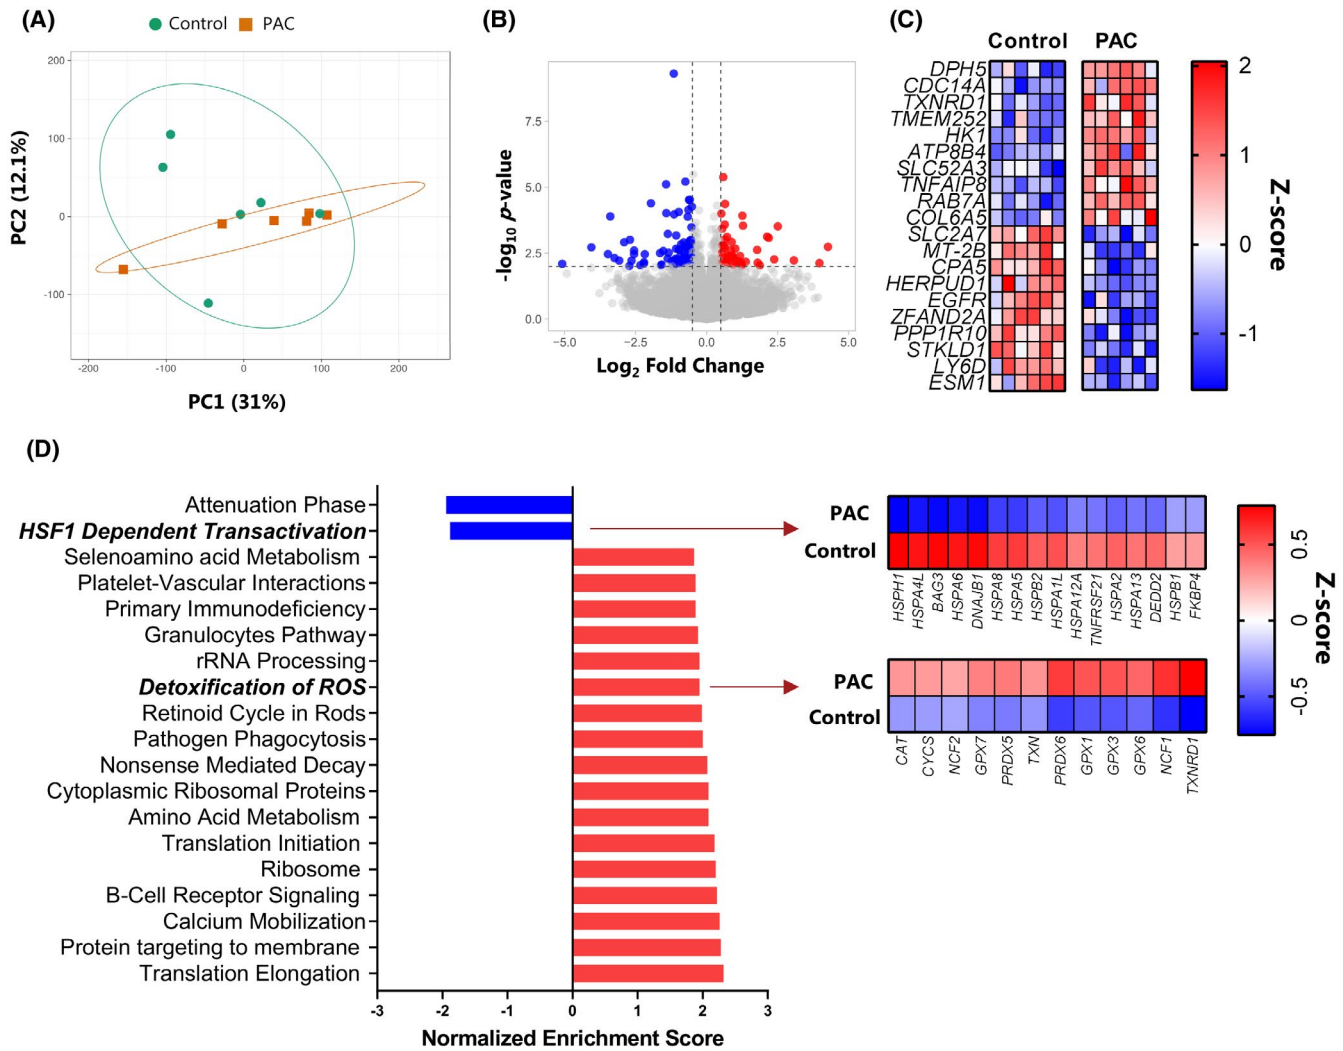 (A)
Control PAC
200
100
0
-100
-200 -100 0 100 200
PC2 (12.1%)
PC1 (31%)
(B)
7.5
5.0
2.5
0.0
-5.0 -2.5 0.0 2.5 5.0
-log10 p-value
Log2 Fold Change
(C)
Control PAC
DPH5
CDC14A
TXNRD1
TMEM252
HK1
ATP8B4
SLC52A3
TNFAIP8
RAB7A
COL6A5
SLC2A7
MT-2B
CPA5
HERPUD1
EGFR
ZFAND2A
PPP1R10
STKLD1
LY6D
ESM1
2
1
0
-1
Z-score
(D)
Attenuation Phase
HSF1 Dependent Transactivation
Selenoamino acid Metabolism
Platelet-Vascular Interactions
Primary Immunodeficiency
Granulocytes Pathway
rRNA Processing
Detoxification of ROS
Retinoid Cycle in Rods
Pathogen Phagocytosis
Nonsense Mediated Decay
Cytoplasmic Ribosomal Proteins
Amino Acid Metabolism
Translation Initiation
Ribosome
B-Cell Receptor Signaling
Calcium Mobilization
Protein targeting to membrane
Translation Elongation
-3 -2 -1 0 1 2 3
Normalized Enrichment Score
PAC
Control
HSPH1
HSPA4L
BAG3
HSPA6
DNAJB1
HSPA8
HSPA5
HSPB2
HSPA1L
HSPA12A
TNFRSF21
HSPA2
HSPA13
DEDD2
HSPB1
FKBP4
PAC
Control
CAT
CYCS
NCF2
GPX7
PRDX5
TXN
PRDX6
GPX1
GPX3
GPX6
NCF1
TXNRD1
0.5
0
-0.5
Z-score